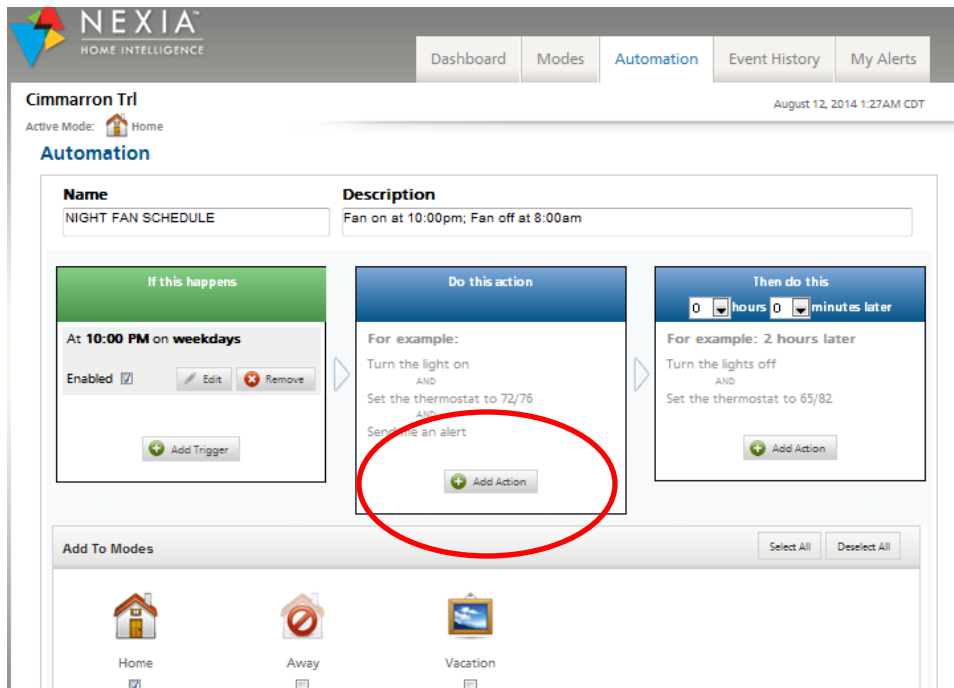 NEXIA™
HOME INTELLIGENCE
Dashboard Modes Automation Event History My Alerts
Cimmarron Trl
August 12, 2014 1:27AM CDT
Active Mode: Home
Automation
Name Description
NIGHT FAN SCHEDULE Fan on at 10:00pm; Fan off at 8:00am
If this happens
At 10:00 PM on weekdays
Enabled Edit Remove
Add Trigger
Do this action
For example:
Turn the light on
AND
Set the thermostat to 72/76
AND
Send me an alert
Add Action
Then do this
0 hours 0 minutes later
For example: 2 hours later
Turn the lights off
AND
Set the thermostat to 65/82
Add Action
Add To Modes Select All Deselect All
Home Away Vacation